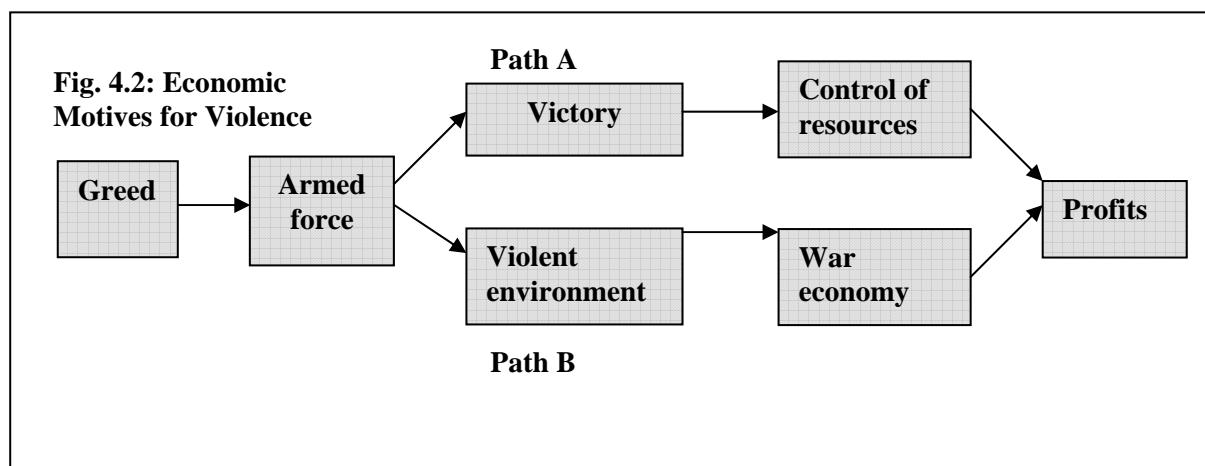 Fig. 4.2: Economic
Motives for Violence
Path A
Victory
Control of
resources
Greed
Armed
force
Profits
Violent
environment
War
economy
Path B